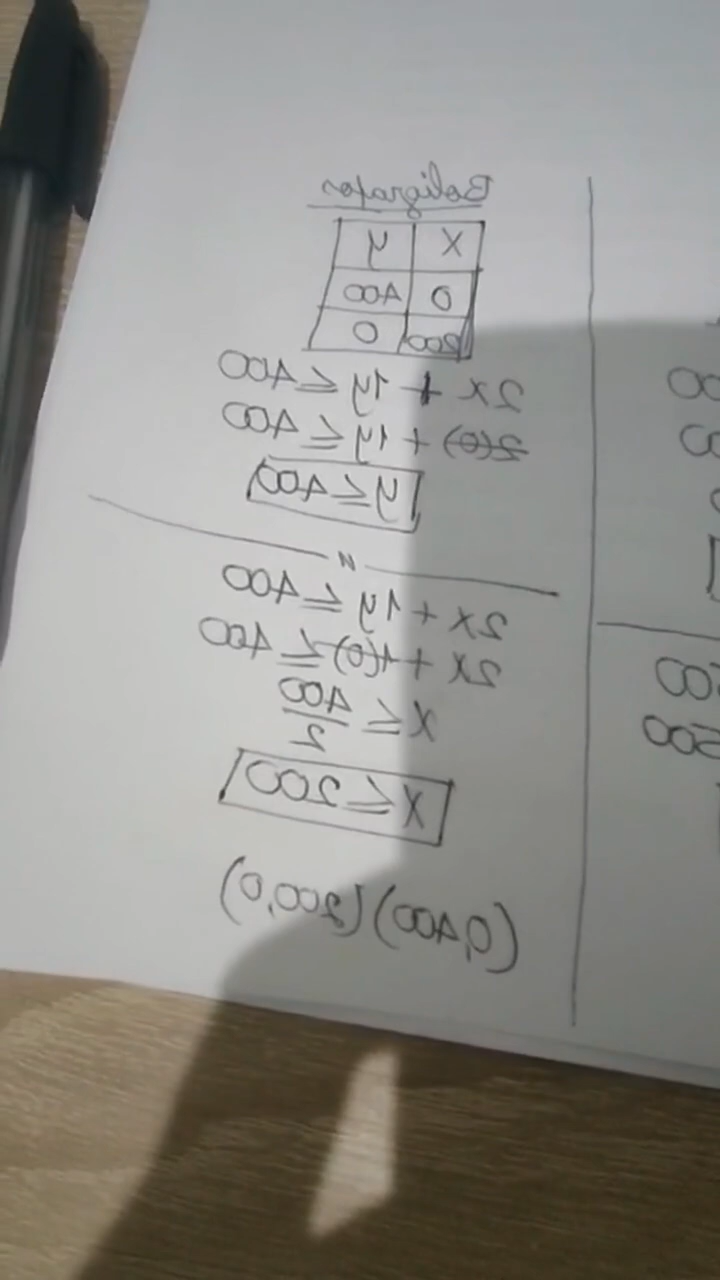 Boligrafos
X y
0 400
200 0
2x + 1y ≤ 400
2(0) + 1y ≤ 400
y ≤ 400
2x + 1y ≤ 400
2x + 1(0) ≤ 400
x ≤ 400/2
x ≤ 200
(0,400) (200,0)